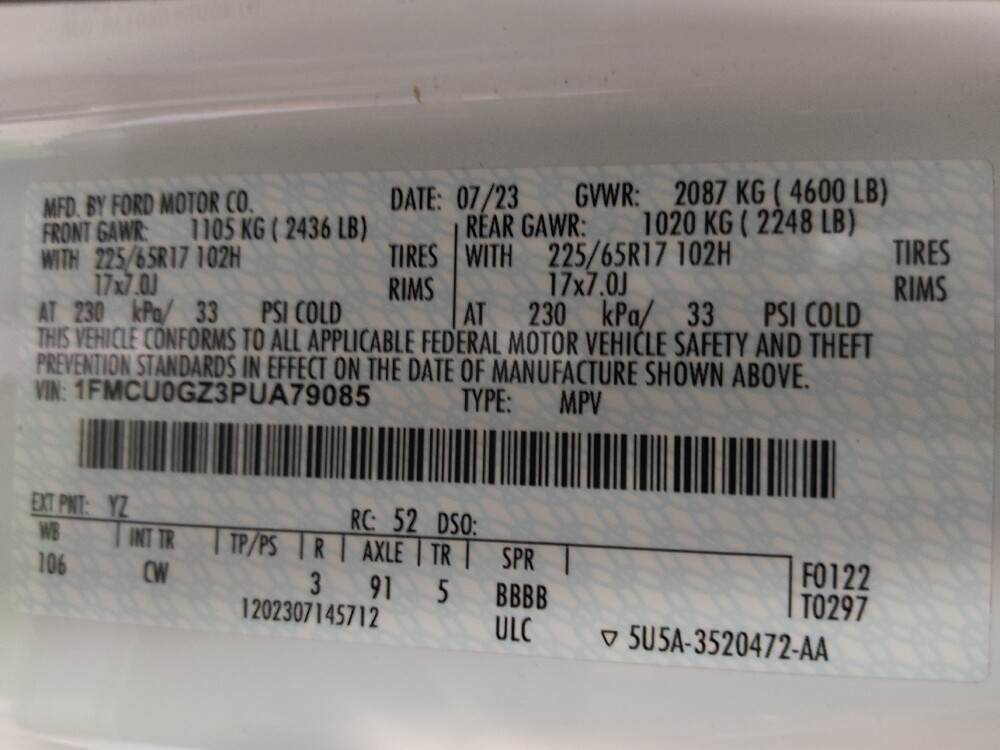 MFD. BY FORD MOTOR CO. DATE: 07/23 GVWR: 2087 KG ( 4600 LB)
FRONT GAWR: 1105 KG ( 2436 LB) REAR GAWR: 1020 KG ( 2248 LB)
WITH 225/65R17 102H TIRES WITH 225/65R17 102H TIRES
17x7.0J RIMS 17x7.0J RIMS
AT 230 kPa/ 33 PSI COLD AT 230 kPa/ 33 PSI COLD
THIS VEHICLE CONFORMS TO ALL APPLICABLE FEDERAL MOTOR VEHICLE SAFETY AND THEFT
PREVENTION STANDARDS IN EFFECT ON THE DATE OF MANUFACTURE SHOWN ABOVE.
VIN: 1FMCU0GZ3PUA79085 TYPE: MPV
EXT PNT: YZ RC: 52 DSO:
WB INT TR TP/PS R AXLE TR SPR
106 CW 3 91 5 BBBB F0122
T0297
1202307145712 ULC ▽ 5U5A-3520472-AA